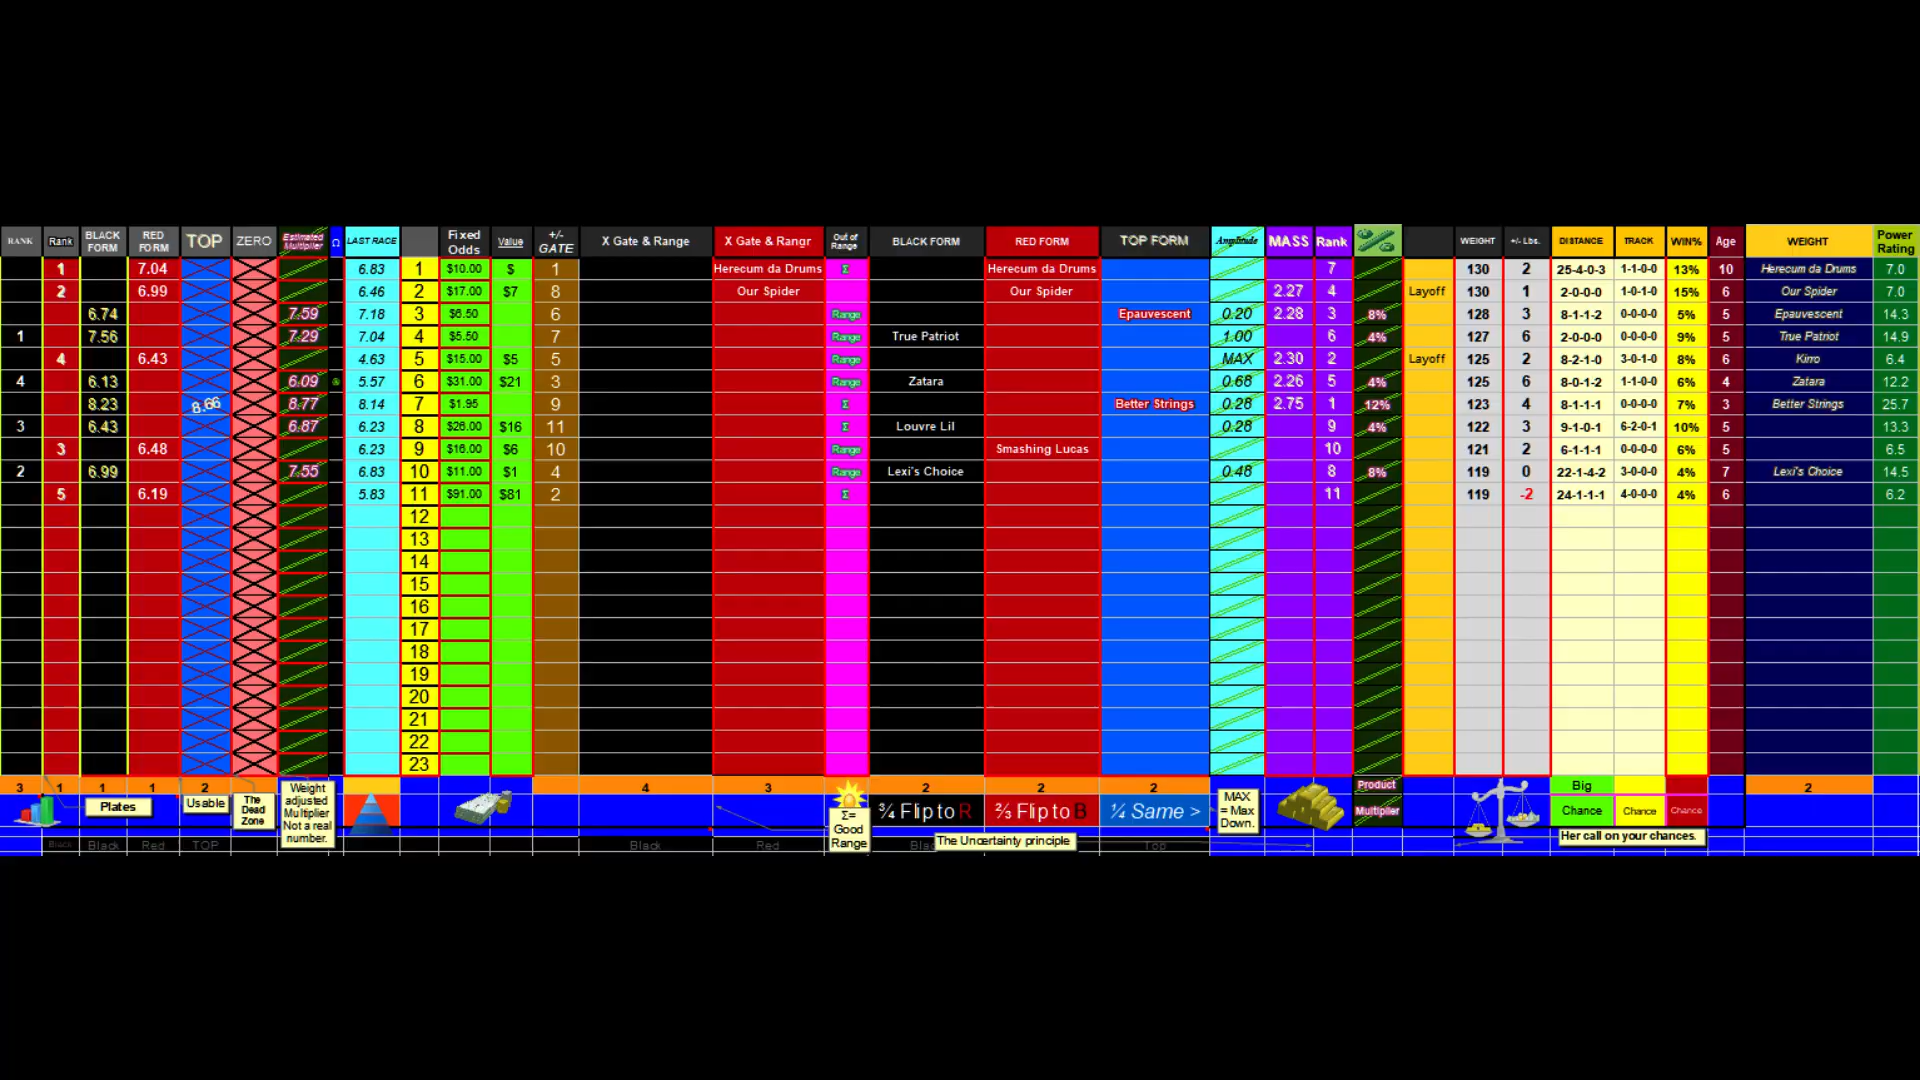 RANK Rank BLACK FORM RED FORM TOP ZERO Estimated Multiplier Ω LAST RACE Fixed Odds Value +/- GATE X Gate & Range X Gate & Rangr Out of Range BLACK FORM RED FORM TOP FORM Amplitude MASS Rank WEIGHT +/- Lbs. DISTANCE TRACK WIN% Age WEIGHT Power Rating
1 7.04 6.83 1 $10.00 $ 1 Herecum da Drums Σ Herecum da Drums 7 130 2 25-4-0-3 1-1-0-0 13% 10 Herecum da Drums 7.0
2 6.99 6.46 2 $17.00 $7 8 Our Spider Our Spider 2.27 4 Layoff 130 1 2-0-0-0 1-0-1-0 15% 6 Our Spider 7.0
6.74 7.59 7.18 3 $6.50 6 Range Epauvescent 0.20 2.28 3 8% 128 3 8-1-1-2 0-0-0-0 5% 5 Epauvescent 14.3
1 7.56 7.29 7.04 4 $5.50 7 Range True Patriot 1.00 6 4% 127 6 2-0-0-0 0-0-0-0 9% 5 True Patriot 14.9
4 6.43 4.63 5 $15.00 $5 5 Range MAX 2.30 2 Layoff 125 2 8-2-1-0 3-0-1-0 8% 6 Kirro 6.4
4 6.13 6.09 5.57 6 $31.00 $21 3 Range Zatara 0.68 2.26 5 4% 125 6 8-0-1-2 1-1-0-0 6% 4 Zatara 12.2
8.23 8.66 8.77 8.14 7 $1.95 9 Σ Better Strings 0.28 2.75 1 12% 123 4 8-1-1-1 0-0-0-0 7% 3 Better Strings 25.7
3 6.43 6.87 6.23 8 $26.00 $16 11 Σ Louvre Lil 0.28 9 4% 122 3 9-1-0-1 6-2-0-1 10% 5 13.3
3 6.48 6.23 9 $16.00 $6 10 Range Smashing Lucas 10 121 2 6-1-1-1 0-0-0-0 6% 5 6.5
2 6.99 7.55 6.83 10 $11.00 $1 4 Range Lexi's Choice 0.48 8 8% 119 0 22-1-4-2 3-0-0-0 4% 7 Lexi's Choice 14.5
5 6.19 5.83 11 $91.00 $81 2 Σ 11 119 -2 24-1-1-1 4-0-0-0 4% 6 6.2
12
13
14
15
16
17
18
19
20
21
22
23
3 1 1 1 2 4 3 2 2 2 Product Big 2
Plates Usable The Dead Zone Weight adjusted Multiplier Not a real number. Σ= Good Range ¾ Flip to R ⅔ Flip to B ¼ Same > MAX = Max Down. Multiplier Chance Chance Chance
The Uncertainty principle Her call on your chances.
Black Black Red TOP Black Red Top